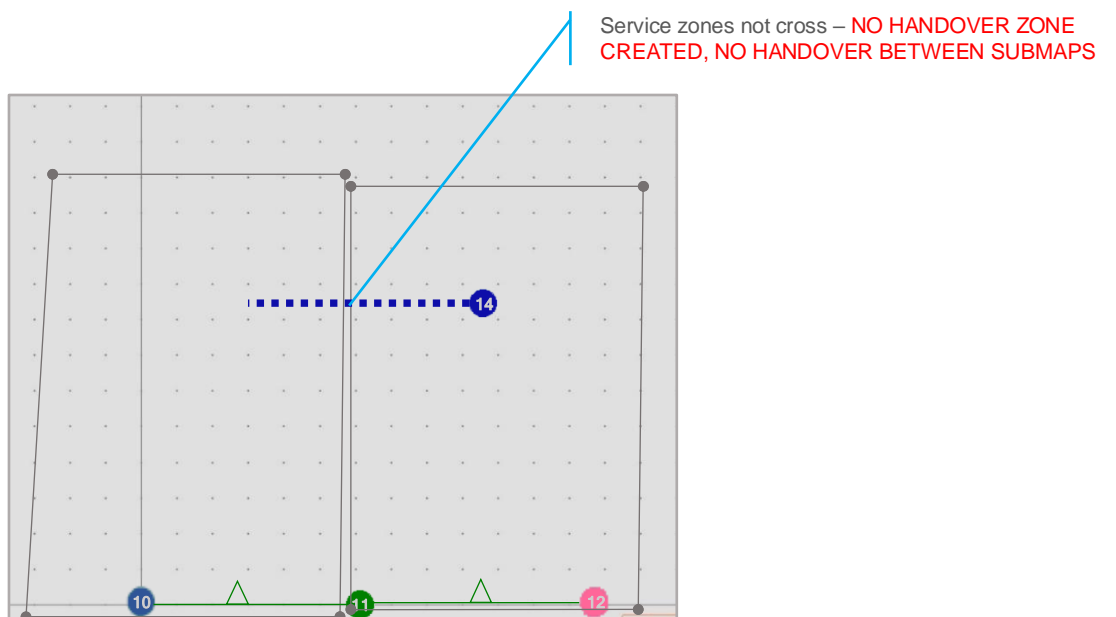 Service zones not cross – NO HANDOVER ZONE
CREATED, NO HANDOVER BETWEEN SUBMAPS
14
10
11
12